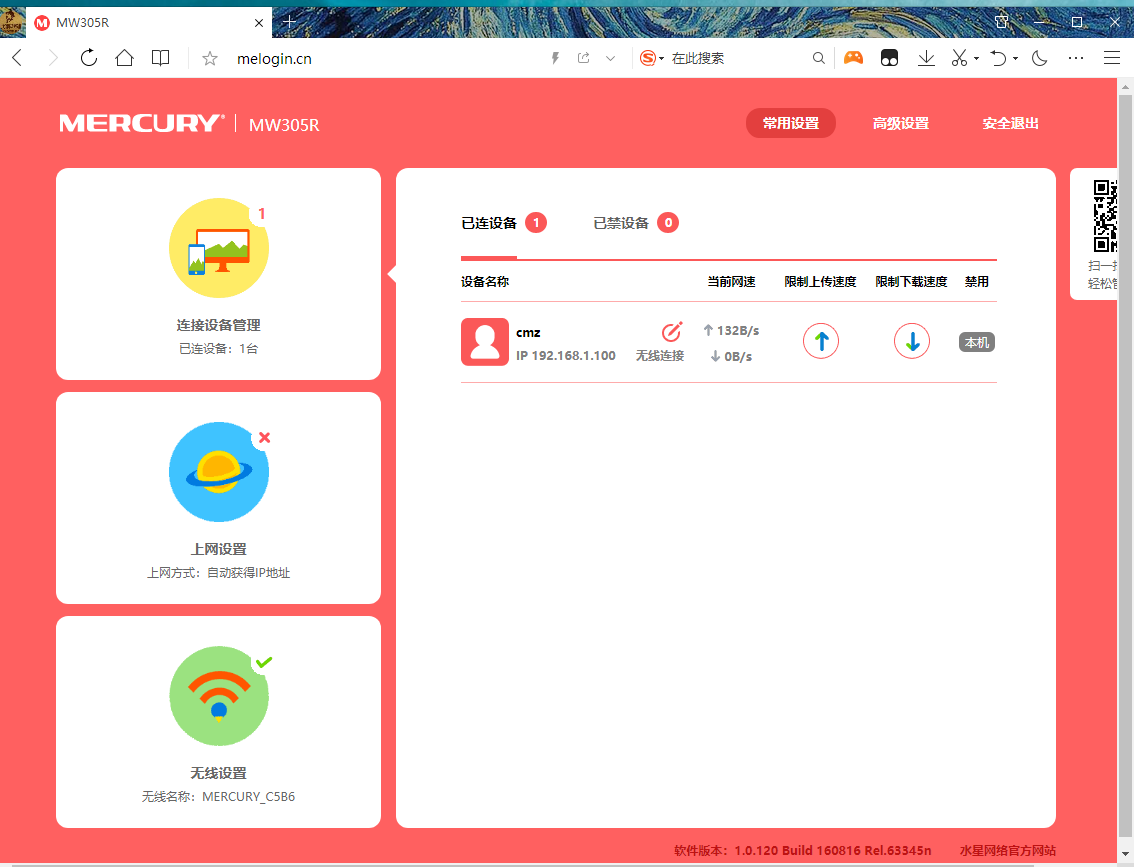 MW305R
melogin.cn
在此搜索
MERCURY MW305R
常用设置 高级设置 安全退出
1
连接设备管理
已连设备：1台
上网设置
上网方式：自动获得IP地址
无线设置
无线名称：MERCURY_C5B6
已连设备 1 已禁设备 0
设备名称 当前网速 限制上传速度 限制下载速度 禁用
cmz 132B/s
IP 192.168.1.100 无线连接 0B/s
本机
扫一
轻松
软件版本：1.0.120 Build 160816 Rel.63345n 水星网络官方网站